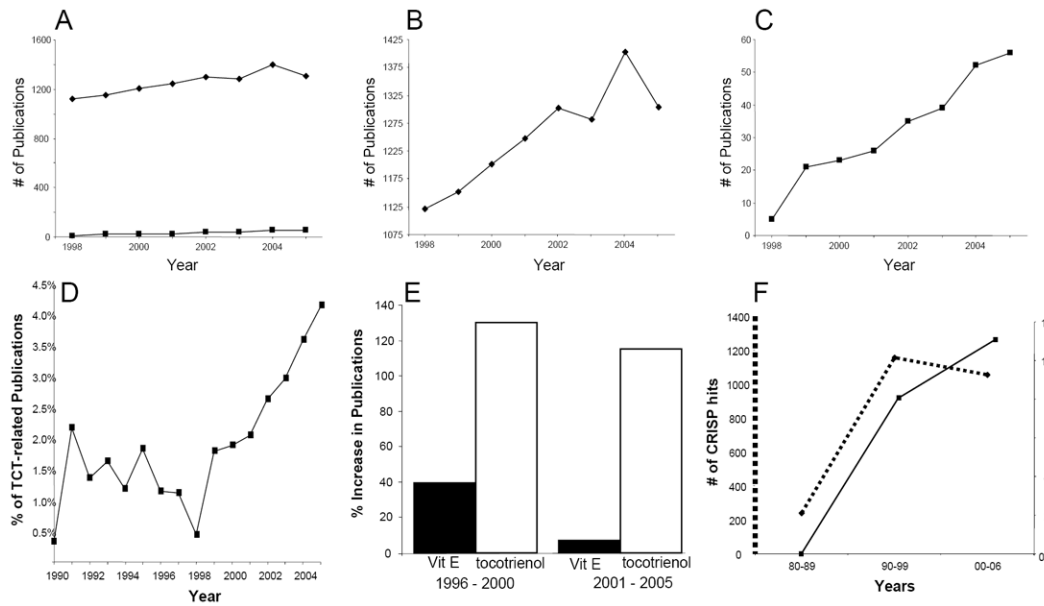 A
1600
1200
800
400
0
# of Publications
1998
2000
2002
2004
Year
B
1425
1375
1325
1275
1225
1175
1125
1075
# of Publications
1998
2000
2002
2004
Year
C
60
50
40
30
20
10
0
# of Publications
1998
2000
2002
2004
Year
D
4.5%
4.0%
3.5%
3.0%
2.5%
2.0%
1.5%
1.0%
0.5%
% of TCT-related Publications
1990
1992
1994
1996
1998
2000
2002
2004
Year
E
140
120
100
80
60
40
20
0
% Increase in Publications
Vit E
tocotrienol
Vit E
tocotrienol
1996 - 2000
2001 - 2005
F
1400
1200
1000
800
600
400
200
0
# of CRISP hits
80-89
90-99
00-06
Years